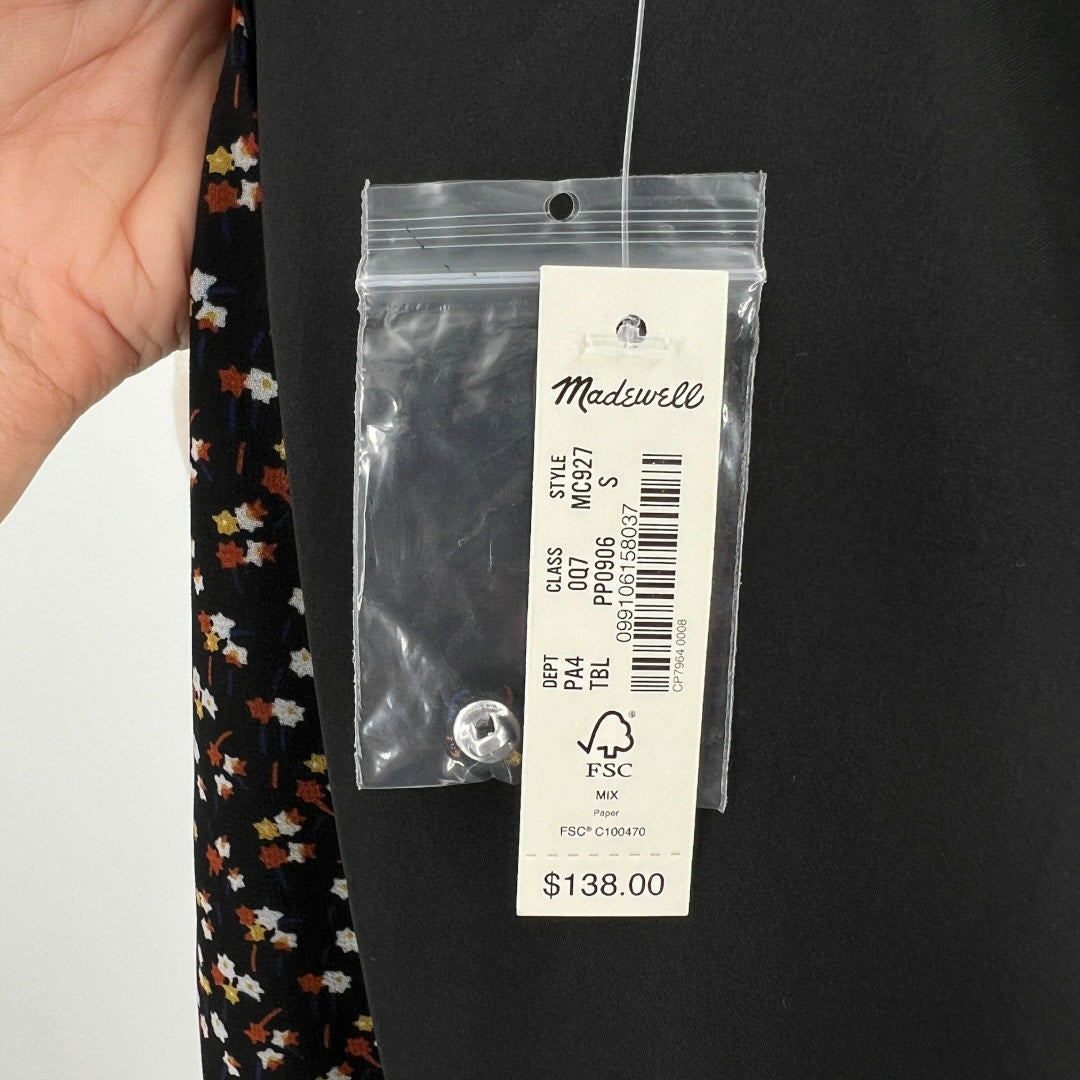 Madewell
STYLE
MC927
S
CLASS
0Q7
PP0906
DEPT
PA4
TBL
099106158037
CP7964 0008
FSC®
MIX
Paper
FSC® C100470
$138.00